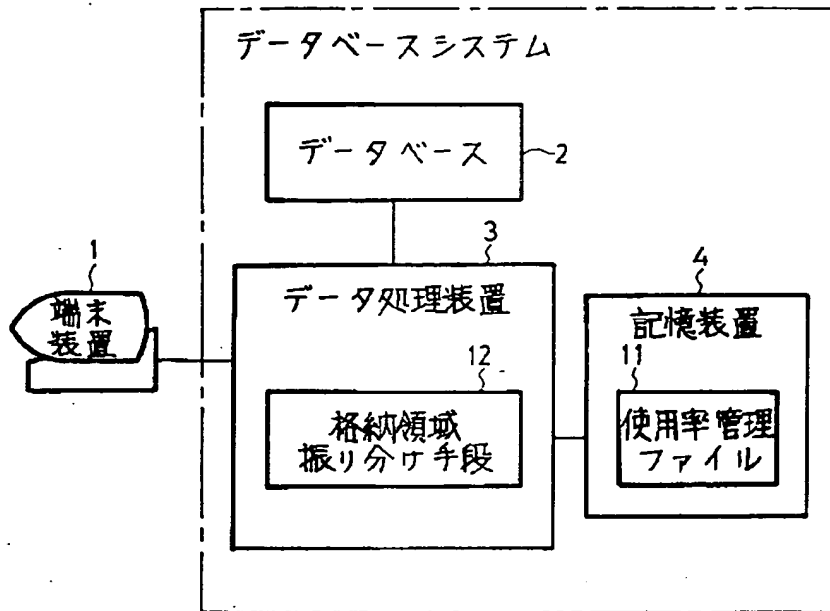 データベースシステム
データベース
2
3
データ処理装置
12
格納領域
振り分け手段
1
端末
装置
4
記憶装置
11
使用率管理
ファイル